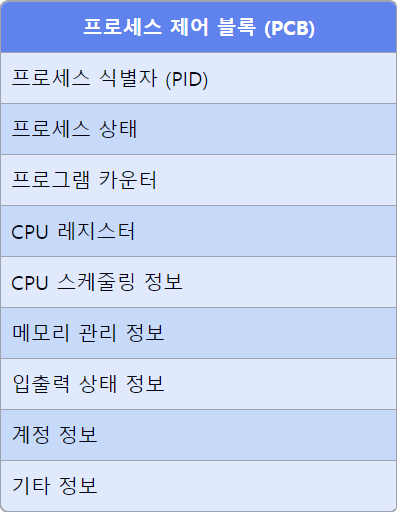 프로세스 제어 블록 (PCB)
프로세스 식별자 (PID)
프로세스 상태
프로그램 카운터
CPU 레지스터
CPU 스케줄링 정보
메모리 관리 정보
입출력 상태 정보
계정 정보
기타 정보